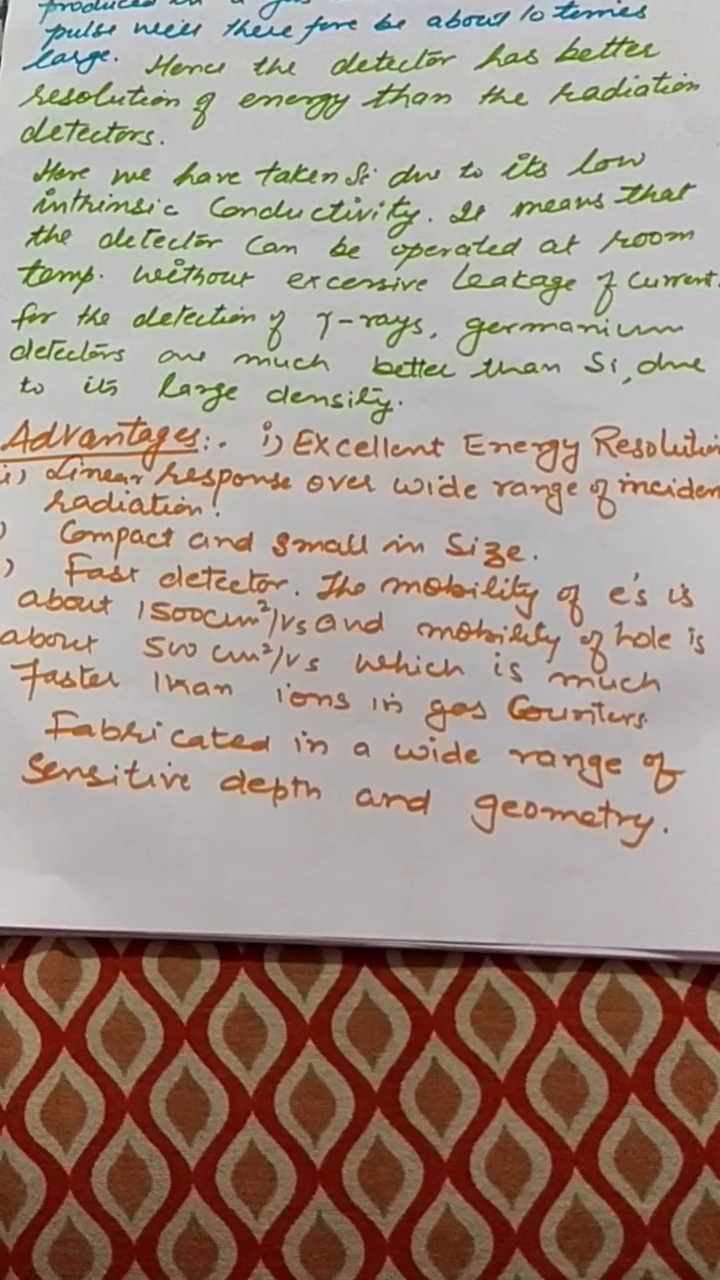 produced in a gas
pulse will therefore be about 10 times
large. Hence the detector has better
resolution of energy than the radiation
detectors.
Here we have taken Si due to its low
intrinsic Conductivity. It means that
the detector can be operated at room
temp. without excessive leakage of current.
for the detection of γ-rays, germanium
detectors are much better than Si, due
to its large density.
Advantages:. i) Excellent Energy Resolution
ii) Linear response over wide range of inciden
radiation.
) Compact and small in size.
) Fast detector. The mobility of e's is
about 1500cm²/vs and mobility of hole is
about 500 cm²/vs which is much
faster than ions in gas Counters.
Fabricated in a wide range of
sensitive depth and geometry.